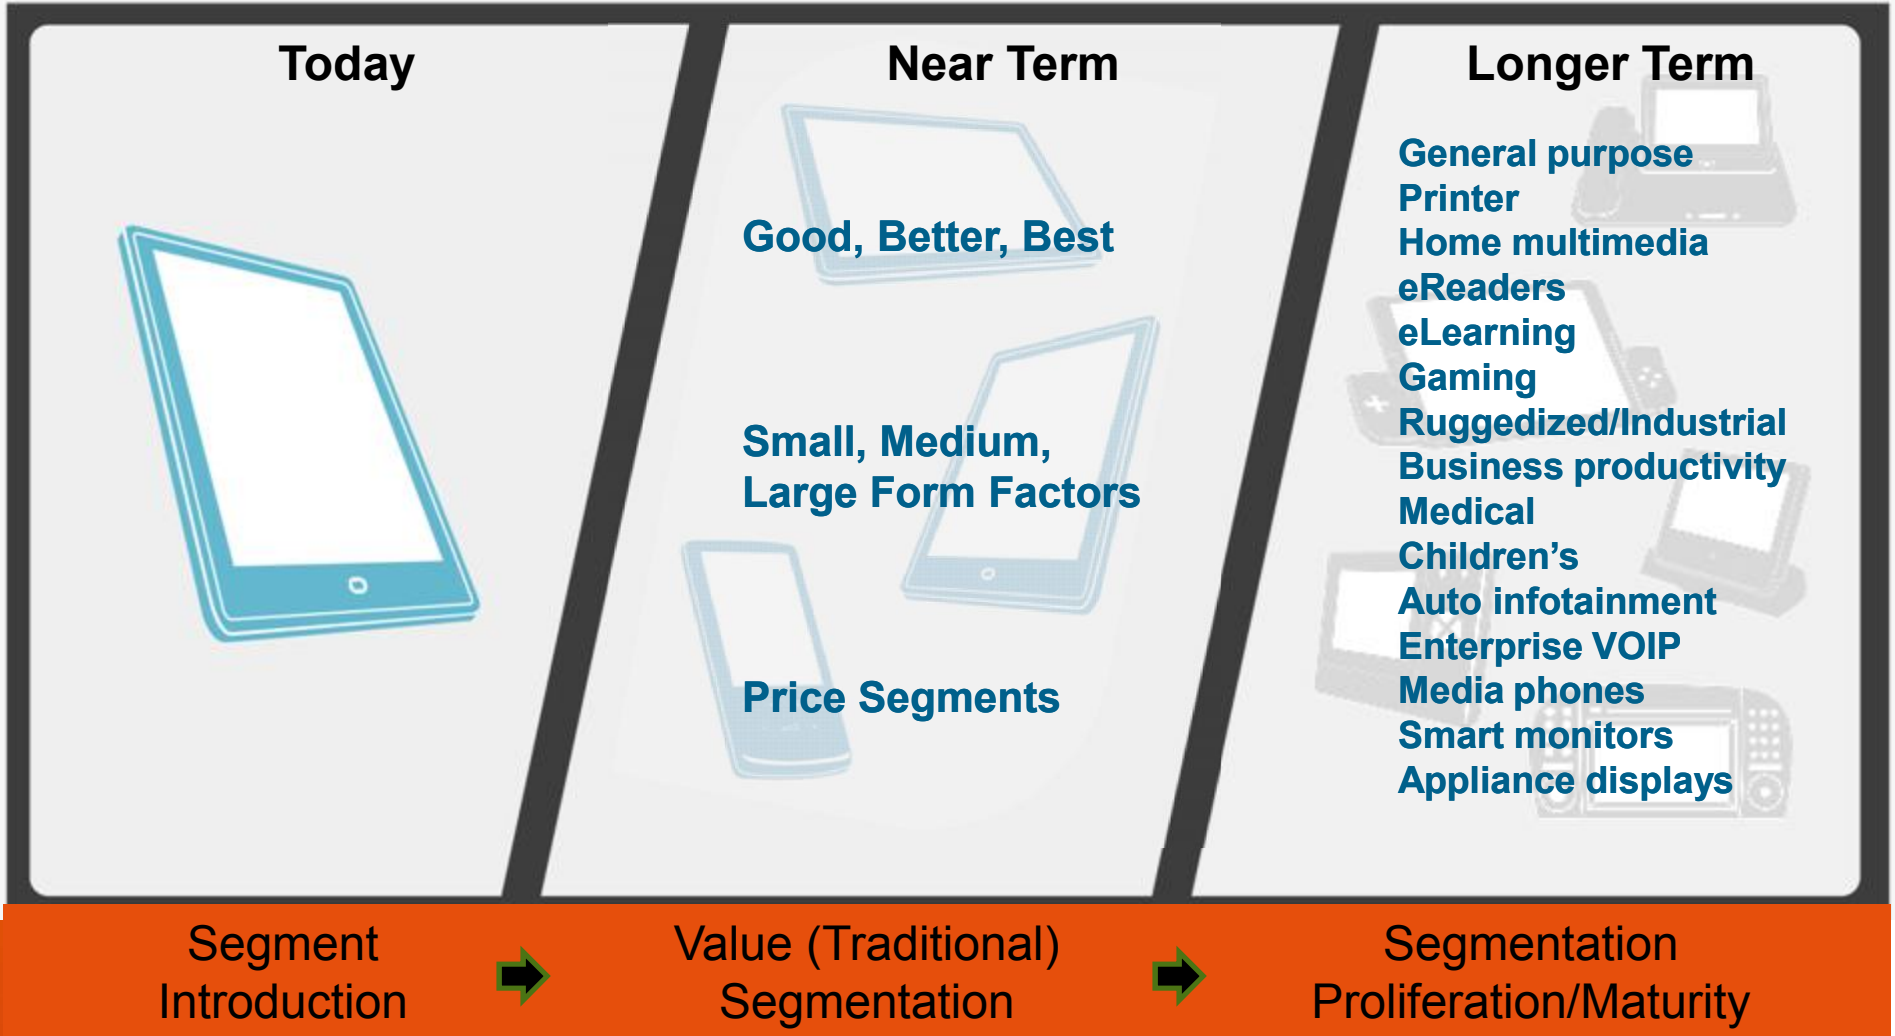 Today
Near Term
Good, Better, Best
Small, Medium,
Large Form Factors
Price Segments
Longer Term
General purpose
Printer
Home multimedia
eReaders
eLearning
Gaming
Ruggedized/Industrial
Business productivity
Medical
Children’s
Auto infotainment
Enterprise VOIP
Media phones
Smart monitors
Appliance displays
Segment
Introduction
Value (Traditional)
Segmentation
Segmentation
Proliferation/Maturity